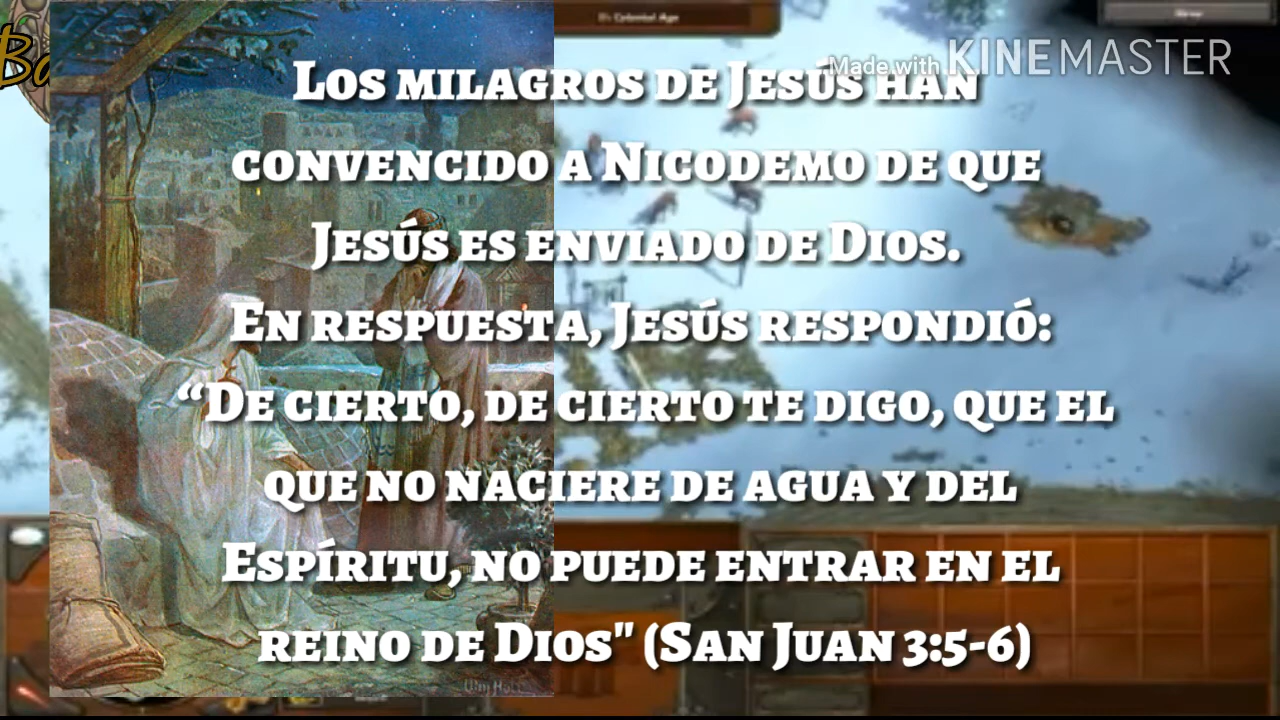 Made with KINEMASTER
Los milagros de Jesús han
convencido a Nicodemo de que
Jesús es enviado de Dios.
En respuesta, Jesús respondió:
“De cierto, de cierto te digo, que el
que no naciere de agua y del
Espíritu, no puede entrar en el
reino de Dios" (San Juan 3:5-6)